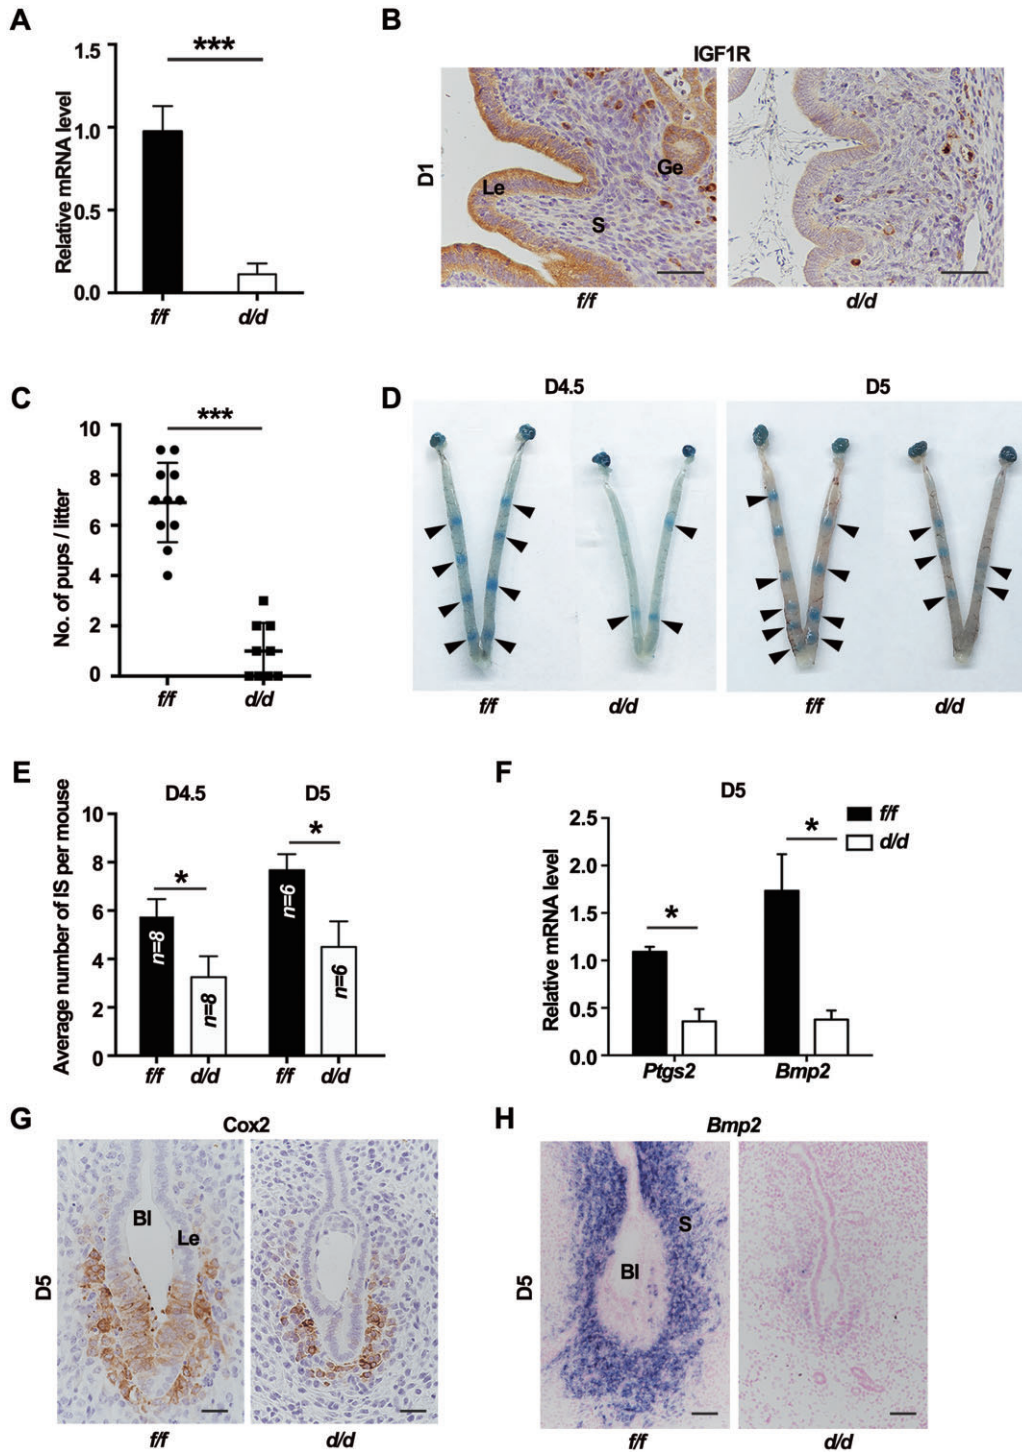 A
Relative mRNA level
1.5
1.0
0.5
0.0
***
f/f
d/d
B
IGF1R
D1
Le
S
Ge
f/f
d/d
C
No. of pups / litter
10
8
6
4
2
0
***
f/f
d/d
D
D4.5
D5
f/f
d/d
f/f
d/d
E
Average number of IS per mouse
10
8
6
4
2
0
D4.5
D5
*
*
n=8
n=8
n=9
n=9
f/f
d/d
f/f
d/d
F
D5
Relative mRNA level
2.5
2.0
1.5
1.0
0.5
0.0
*
*
f/f
d/d
Ptgs2
Bmp2
G
Cox2
D5
Bl
Le
f/f
d/d
H
Bmp2
D5
S
Bl
f/f
d/d